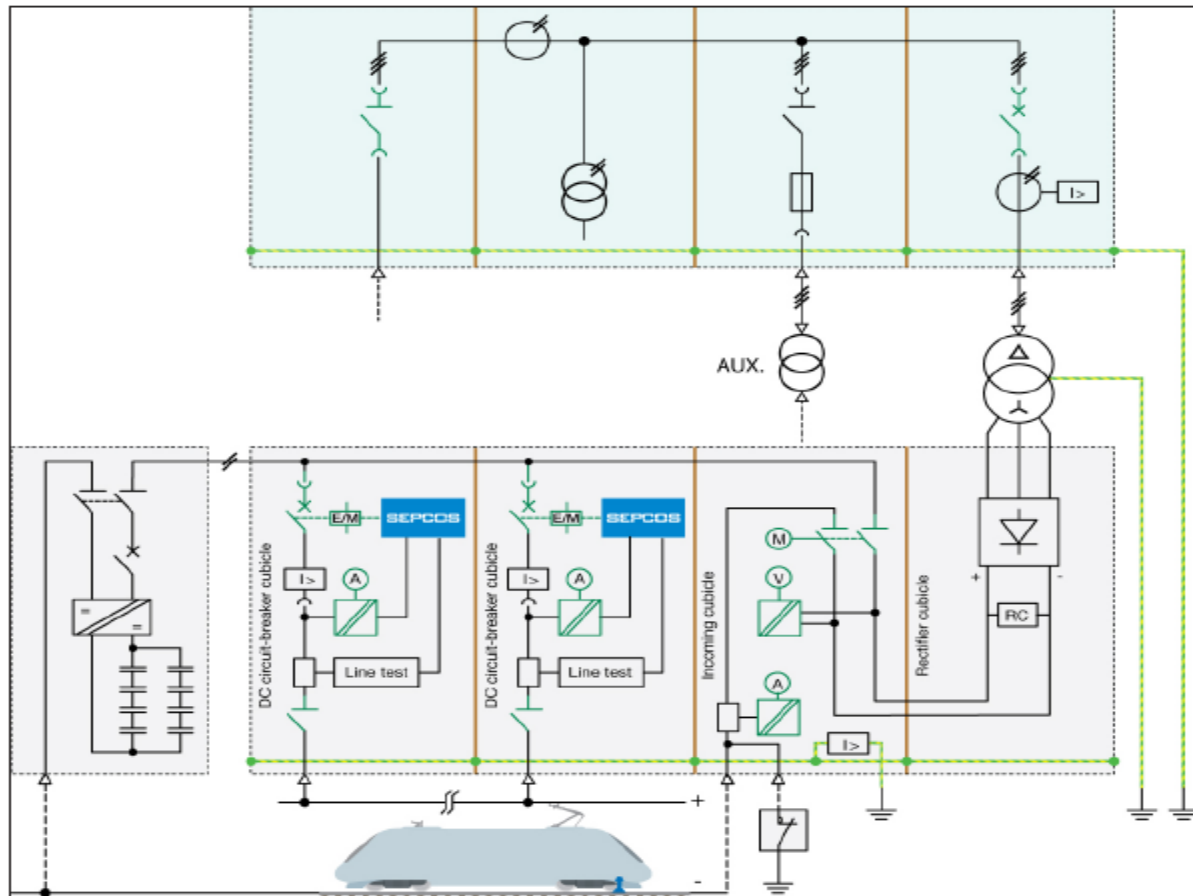 I>
AUX.
E/M
SEPCOS
E/M
SEPCOS
M
I>
A
I>
A
V
+
-
RC
=
=
Line test
Line test
A
DC circuit-breaker cubicle
DC circuit-breaker cubicle
Incoming cubicle
Rectifier cubicle
I>
+
-